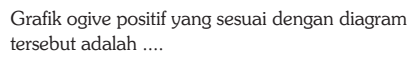 Grafik ogive positif yang sesuai dengan diagram
tersebut adalah ....